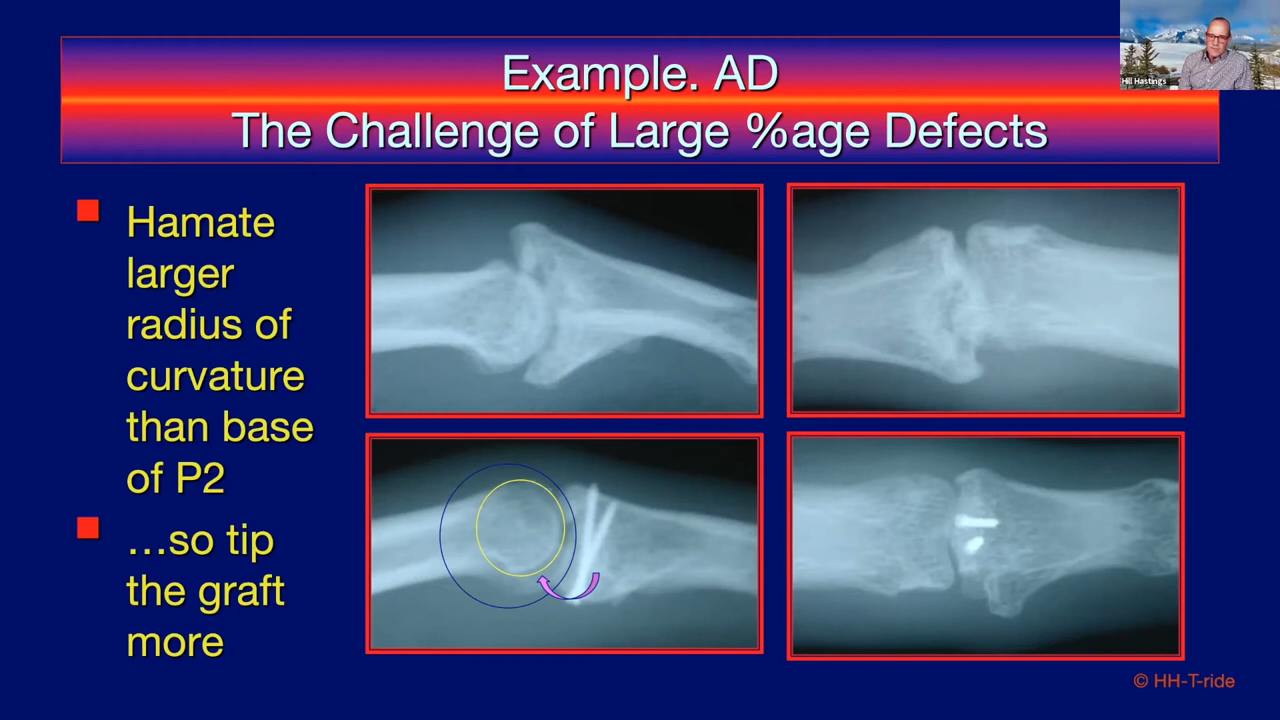 Example. AD
The Challenge of Large %age Defects
Hill Hastings
Hamate
larger
radius of
curvature
than base
of P2
...so tip
the graft
more
© HH-T-ride